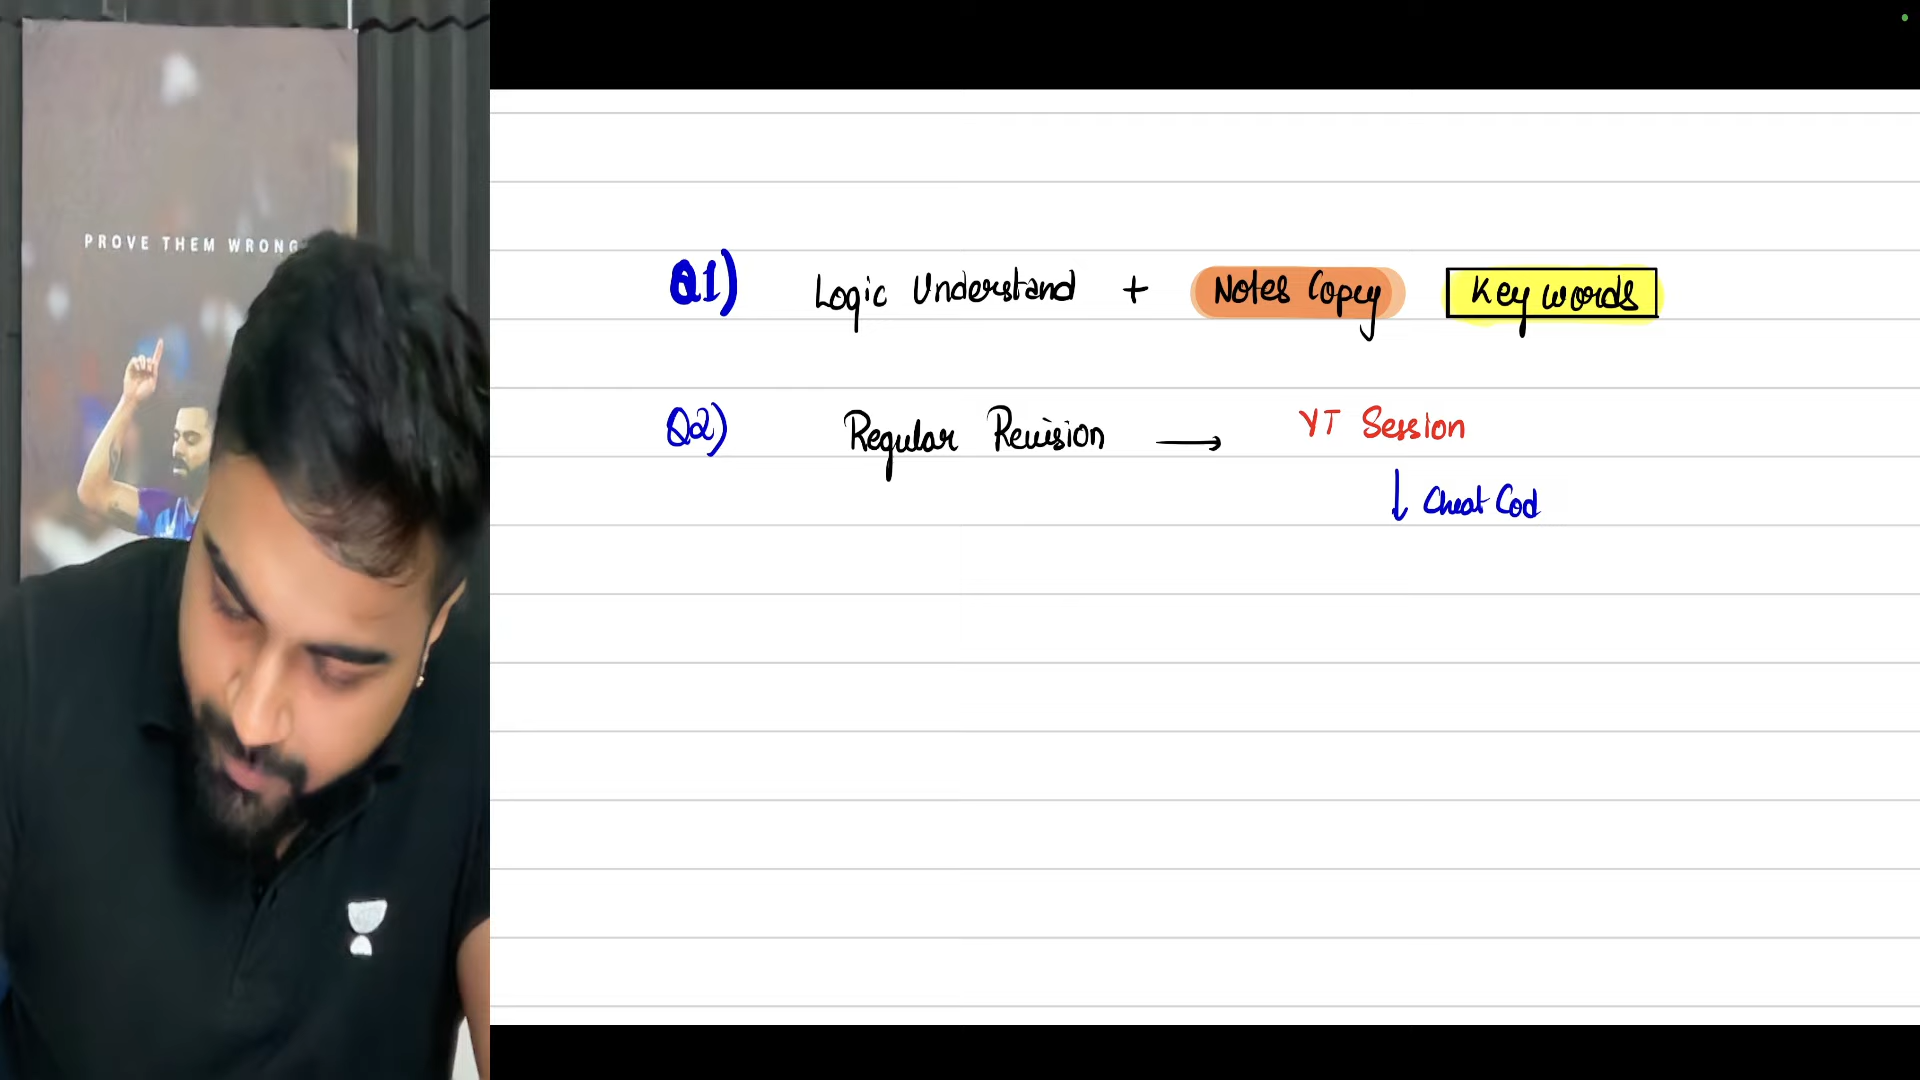 PROVE THEM WRONG
Q1) Logic Understand + Notes Copy Key words
Q2) Regular Revision → YT Session
↓ Cheat Cod